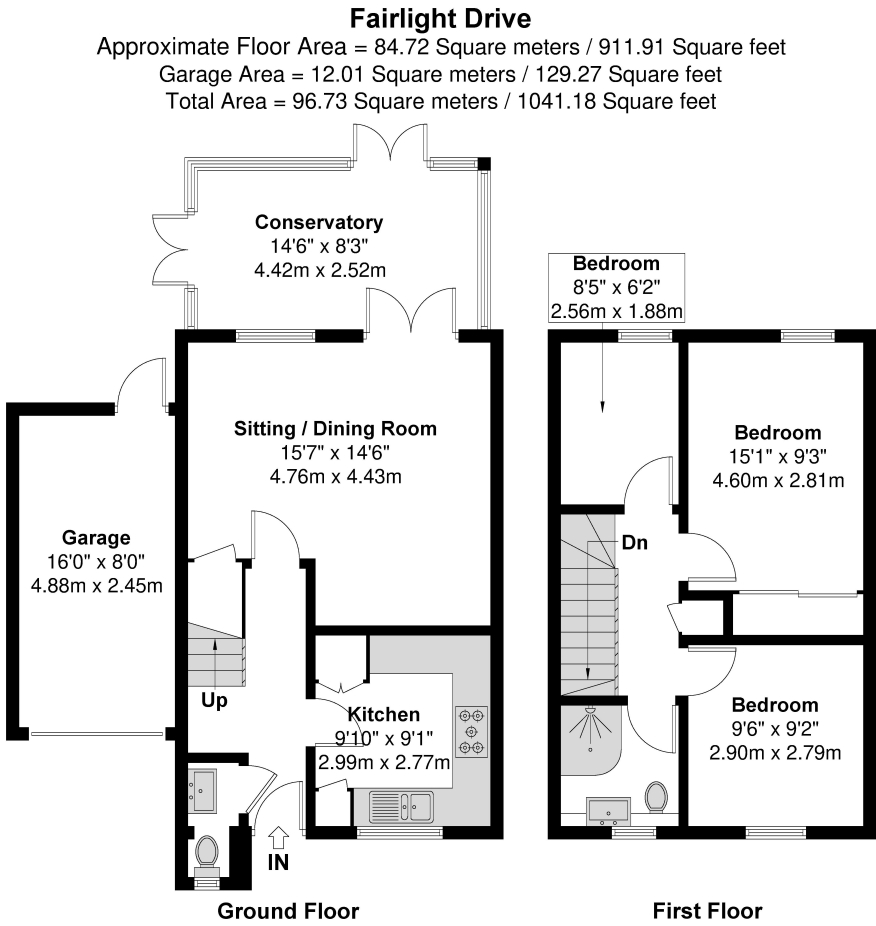 Fairlight Drive
Approximate Floor Area = 84.72 Square meters / 911.91 Square feet
Garage Area = 12.01 Square meters / 129.27 Square feet
Total Area = 96.73 Square meters / 1041.18 Square feet
Conservatory
14'6" x 8'3"
4.42m x 2.52m
Sitting / Dining Room
15'7" x 14'6"
4.76m x 4.43m
Garage
16'0" x 8'0"
4.88m x 2.45m
Up
Kitchen
9'10" x 9'1"
2.99m x 2.77m
IN
Ground Floor
Bedroom
8'5" x 6'2"
2.56m x 1.88m
Bedroom
15'1" x 9'3"
4.60m x 2.81m
Dn
Bedroom
9'6" x 9'2"
2.90m x 2.79m
First Floor